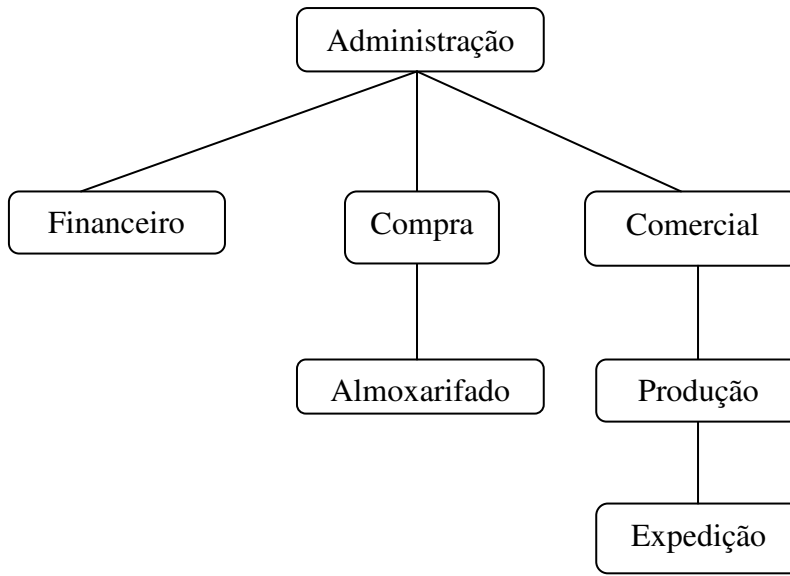 Administração
Financeiro
Compra
Comercial
Almoxarifado
Produção
Expedição